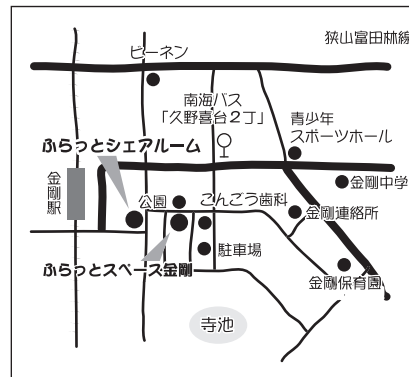 狭山富田林線
ピーネン
南海バス
「久野喜台2丁」
青少年
スポーツホール
ふらっとシェアルーム
金剛中学
金剛駅
公園
こんごう歯科
金剛連絡所
駐車場
ふらっとスペース金剛
金剛保育園
寺池